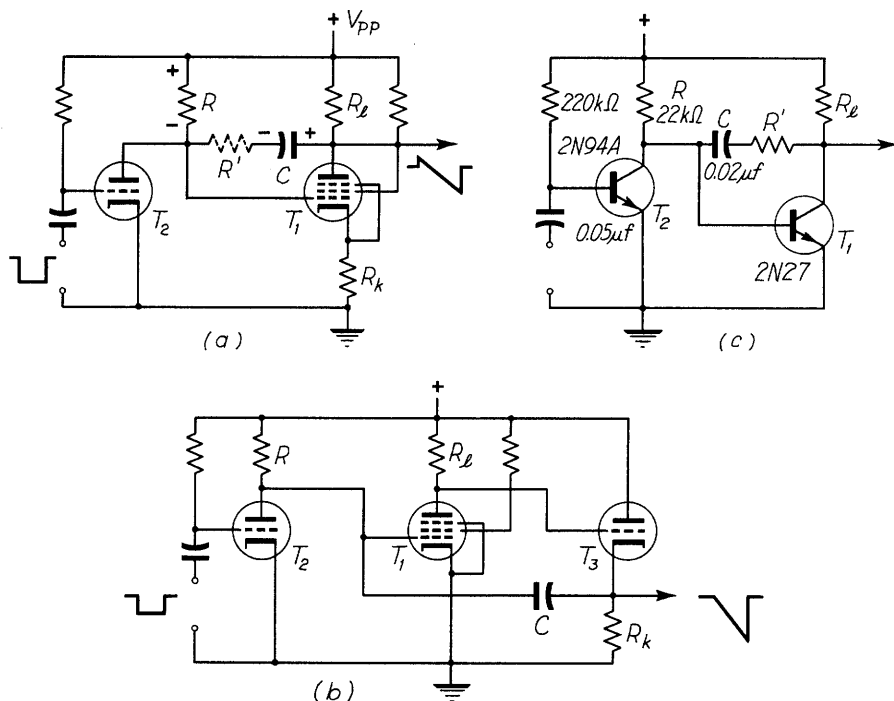 + V_PP
+
R
−
R_ℓ
R'
−
C
+
T_2
T_1
R_k
(a)
+
220kΩ
R
22kΩ
R_ℓ
C
R'
2N94A
0.02μf
T_2
0.05μf
T_1
2N27
(c)
+
R
R_ℓ
T_2
T_1
T_3
C
R_k
(b)